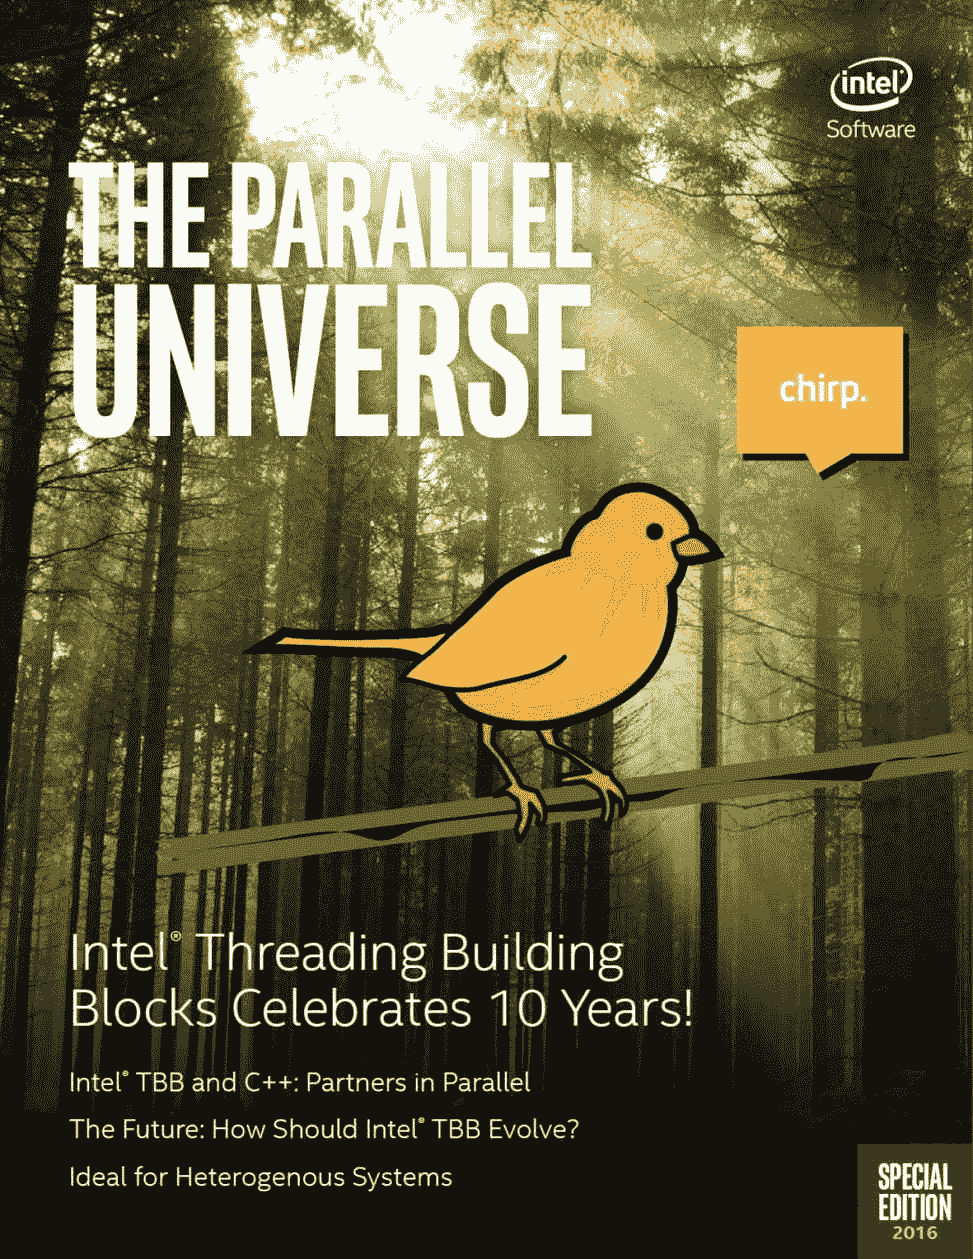 intel®
Software
THE PARALLEL
UNIVERSE
chirp.
Intel® Threading Building
Blocks Celebrates 10 Years!
Intel® TBB and C++: Partners in Parallel
The Future: How Should Intel® TBB Evolve?
Ideal for Heterogenous Systems
SPECIAL
EDITION
2016